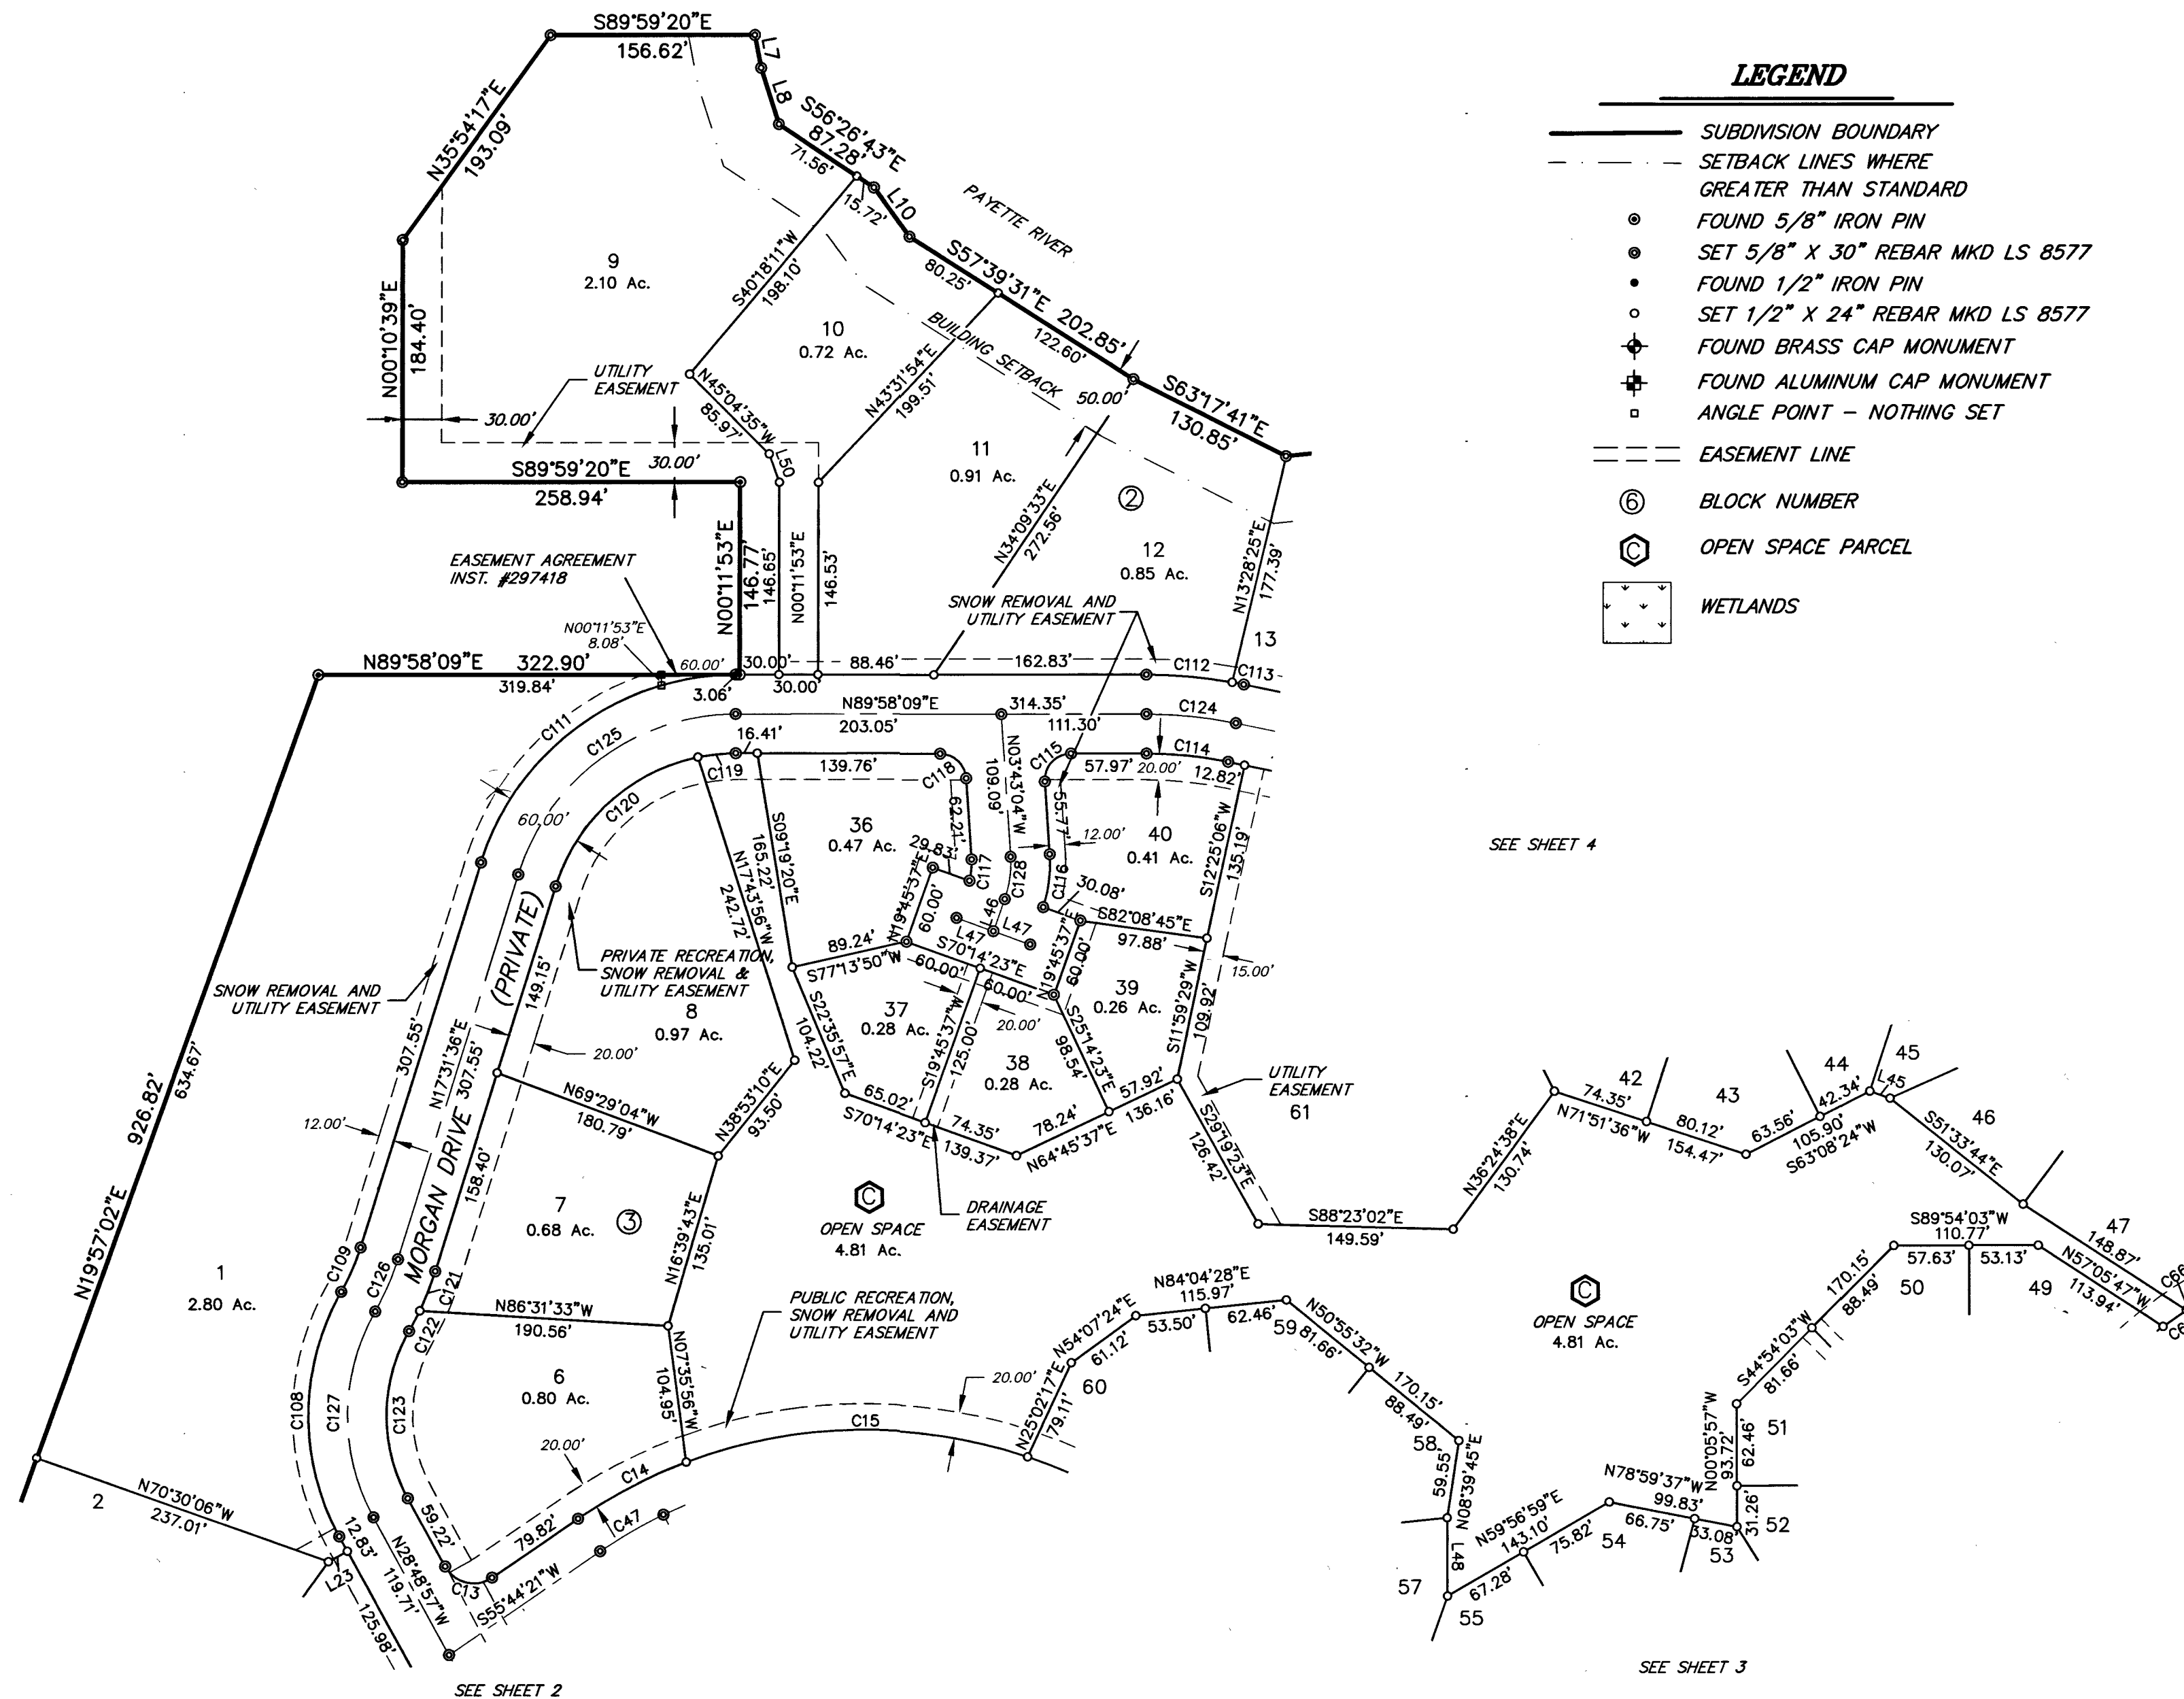 S89°59'20"E
156.62'
L7
L8
S56°26'43"E
87.28'
71.56'
15.72'
L10
PAYETTE RIVER
N35°54'17"E
193.09'
S57°39'31"E 202.85'
80.25'
122.60'
9
2.10 Ac.
S40°18'11"W
198.10'
10
0.72 Ac.
BUILDING SETBACK
50.00'
S63°17'41"E
130.85'
N00°10'39"E
184.40'
UTILITY
EASEMENT
30.00'
N45°04'35"W
85.97'
N43°31'54"E
199.51'
L50
30.00'
S89°59'20"E
258.94'
11
0.91 Ac.
N34°09'33"E
272.56'
2
12
0.85 Ac.
N13°28'25"E
177.39'
13
N00°11'53"E
146.77'
146.65'
N00°11'53"E
146.53'
EASEMENT AGREEMENT
INST. #297418
N00°11'53"E
8.08'
SNOW REMOVAL AND
UTILITY EASEMENT
N89°58'09"E 322.90'
319.84'
60.00'
3.06'
30.00'
30.00'
88.46'
162.83'
C112
C113
N89°58'09"E 314.35'
203.05'
111.30'
C124
C111
C125
16.41'
C119
139.76'
C118
N03°43'04"W
109.09'
C115
57.97'
20.00'
C114
12.82'
C120
60.00'
36
0.47 Ac.
62.21'
55.77'
12.00'
40
0.41 Ac.
S12°25'06"W
135.19'
S09°19'20"E
165.22'
N17°43'56"W
242.72'
29.83'
N19°45'37"E
60.00'
C117
C128
C116
30.08'
L46
L47
L47
S82°08'45"E
97.88'
(PRIVATE)
149.15'
PRIVATE RECREATION,
SNOW REMOVAL &
UTILITY EASEMENT
89.24'
S77°13'50"W
S70°14'23"E
60.00'
60.00'
N19°45'37"E
60.00'
39
0.26 Ac.
15.00'
SNOW REMOVAL AND
UTILITY EASEMENT
8
0.97 Ac.
S22°35'57"E
104.22'
37
0.28 Ac.
S19°45'37"W
125.00'
20.00'
38
0.28 Ac.
S25°14'23"E
98.54'
S11°59'29"W
109.92'
307.55'
N17°31'36"E
MORGAN DRIVE 307.55'
20.00'
N69°29'04"W
180.79'
N38°53'10"E
93.50'
65.02'
S70°14'23"E
74.35'
139.37'
78.24'
N64°45'37"E
57.92'
136.16'
UTILITY
EASEMENT
61
S29°19'23"E
126.42'
926.82'
634.67'
N19°57'02"E
12.00'
158.40'
7
0.68 Ac.
3
N16°39'43"E
135.01'
C
OPEN SPACE
4.81 Ac.
DRAINAGE
EASEMENT
S88°23'02"E
149.59'
N36°24'38"E
130.74'
C109
C126
C121
C122
N86°31'33"W
190.56'
1
2.80 Ac.
PUBLIC RECREATION,
SNOW REMOVAL AND
UTILITY EASEMENT
6
0.80 Ac.
N07°35'56"W
104.95'
C108
C127
C123
20.00'
C14
C15
20.00'
C47
59.22'
79.82'
C13
S55°44'21"W
N28°48'57"W
119.71'
12.83'
L23
125.98'
2
N70°30'06"W
237.01'
SEE SHEET 2
N25°02'17"E
79.11'
60
N54°07'24"E
61.12'
N84°04'28"E
115.97'
53.50'
62.46'
59
N50°55'32"W
81.66'
170.15'
88.49'
58
59.55'
N08°39'45"E
L48
57
55
67.28'
N59°56'59"E
143.10'
75.82'
54
N78°59'37"W
99.83'
66.75'
33.08'
53
52
31.26'
N00°05'57"W
93.72'
62.46'
51
S44°54'03"W
81.66'
170.15'
88.49'
50
S89°54'03"W
110.77'
57.63'
53.13'
49
N57°05'47"W
113.94'
C
OPEN SPACE
4.81 Ac.
42
74.35'
N71°51'36"W
43
80.12'
154.47'
44
42.34'
63.56'
105.90'
S63°08'24"W
45
L45
46
S51°33'44"E
130.07'
47
148.87'
C66
SEE SHEET 3
SEE SHEET 4
LEGEND
SUBDIVISION BOUNDARY
SETBACK LINES WHERE
GREATER THAN STANDARD
FOUND 5/8" IRON PIN
SET 5/8" X 30" REBAR MKD LS 8577
FOUND 1/2" IRON PIN
SET 1/2" X 24" REBAR MKD LS 8577
FOUND BRASS CAP MONUMENT
FOUND ALUMINUM CAP MONUMENT
ANGLE POINT – NOTHING SET
EASEMENT LINE
6 BLOCK NUMBER
C OPEN SPACE PARCEL
WETLANDS